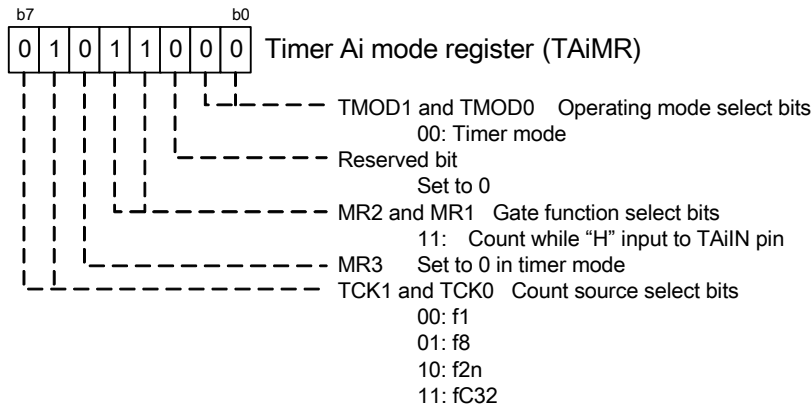 b7 b0
0 1 0 1 1 0 0 0 Timer Ai mode register (TAiMR)
TMOD1 and TMOD0 Operating mode select bits
00: Timer mode
Reserved bit
Set to 0
MR2 and MR1 Gate function select bits
11: Count while “H” input to TAiIN pin
MR3 Set to 0 in timer mode
TCK1 and TCK0 Count source select bits
00: f1
01: f8
10: f2n
11: fC32